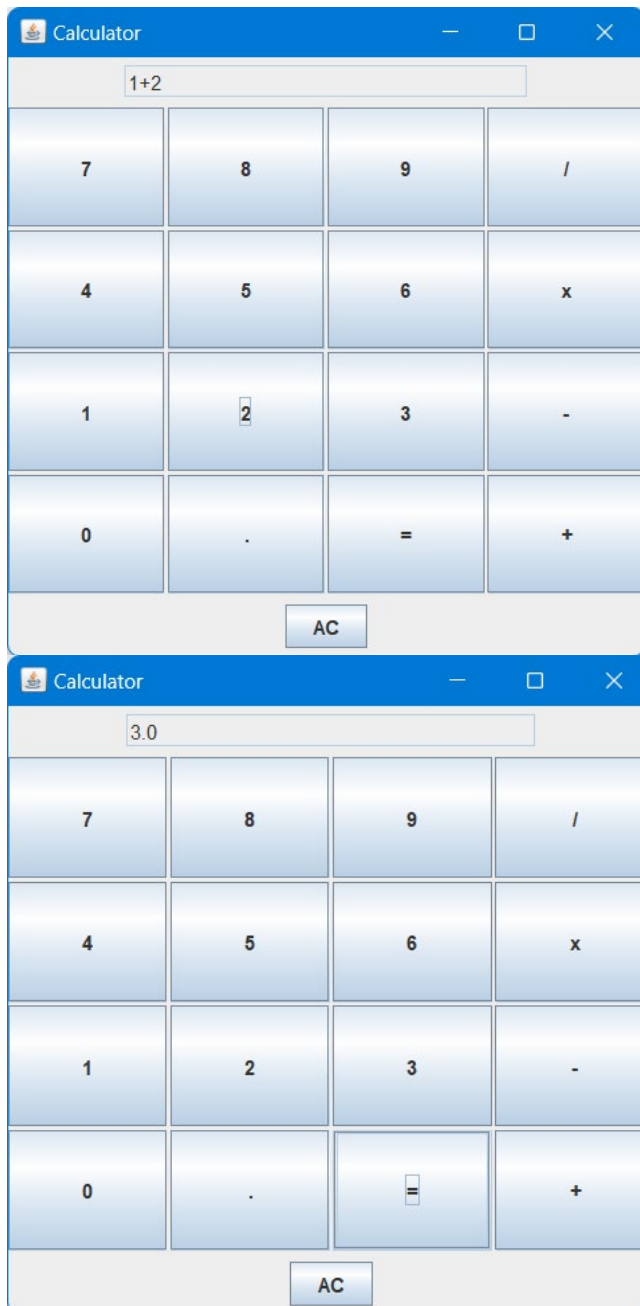 Calculator
1+2
7 8 9 /
4 5 6 x
1 2 3 -
0 . = +
AC
Calculator
3.0
7 8 9 /
4 5 6 x
1 2 3 -
0 . = +
AC